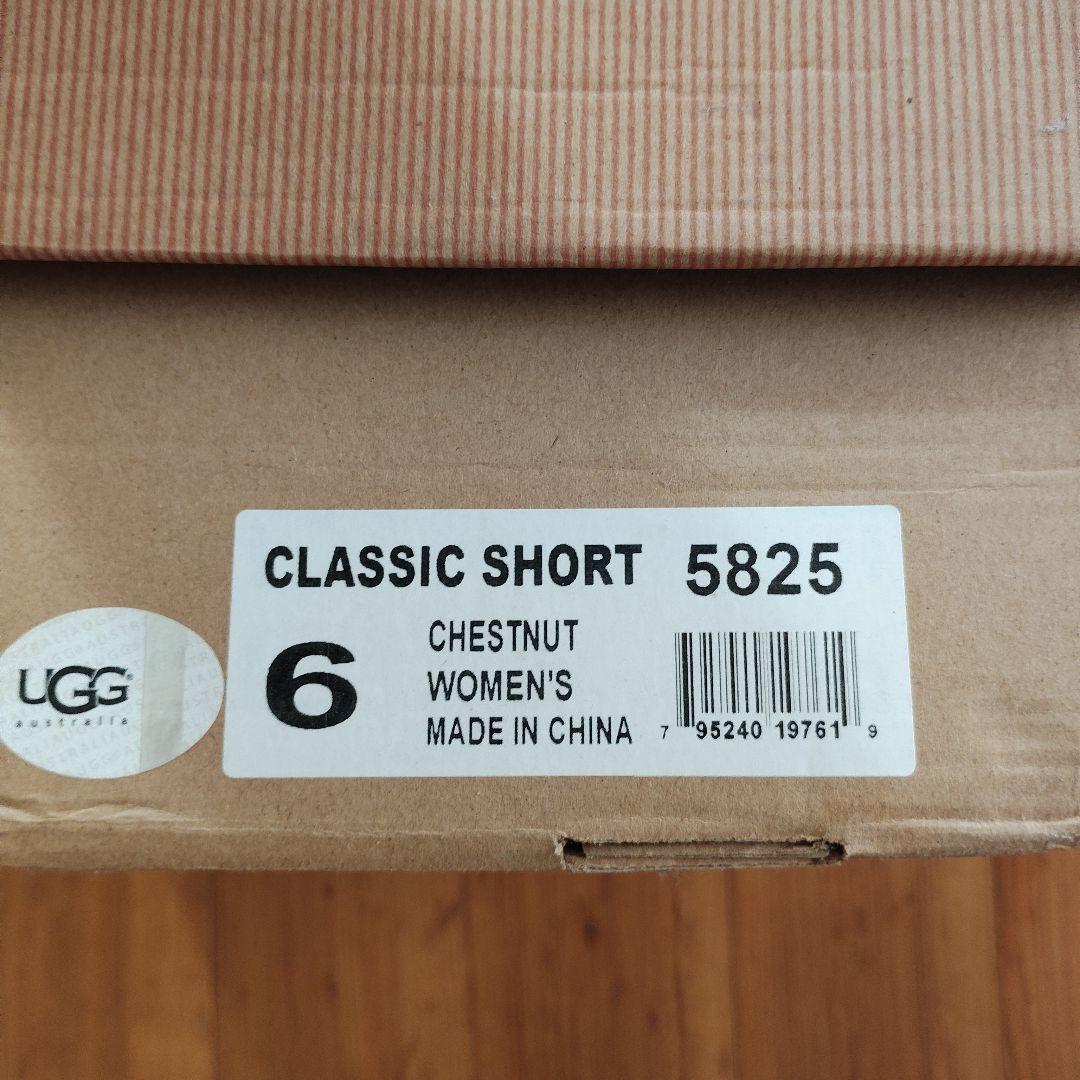 CLASSIC SHORT 5825
6
CHESTNUT
WOMEN'S
MADE IN CHINA
7 95240 19761 9
UGG®
australia